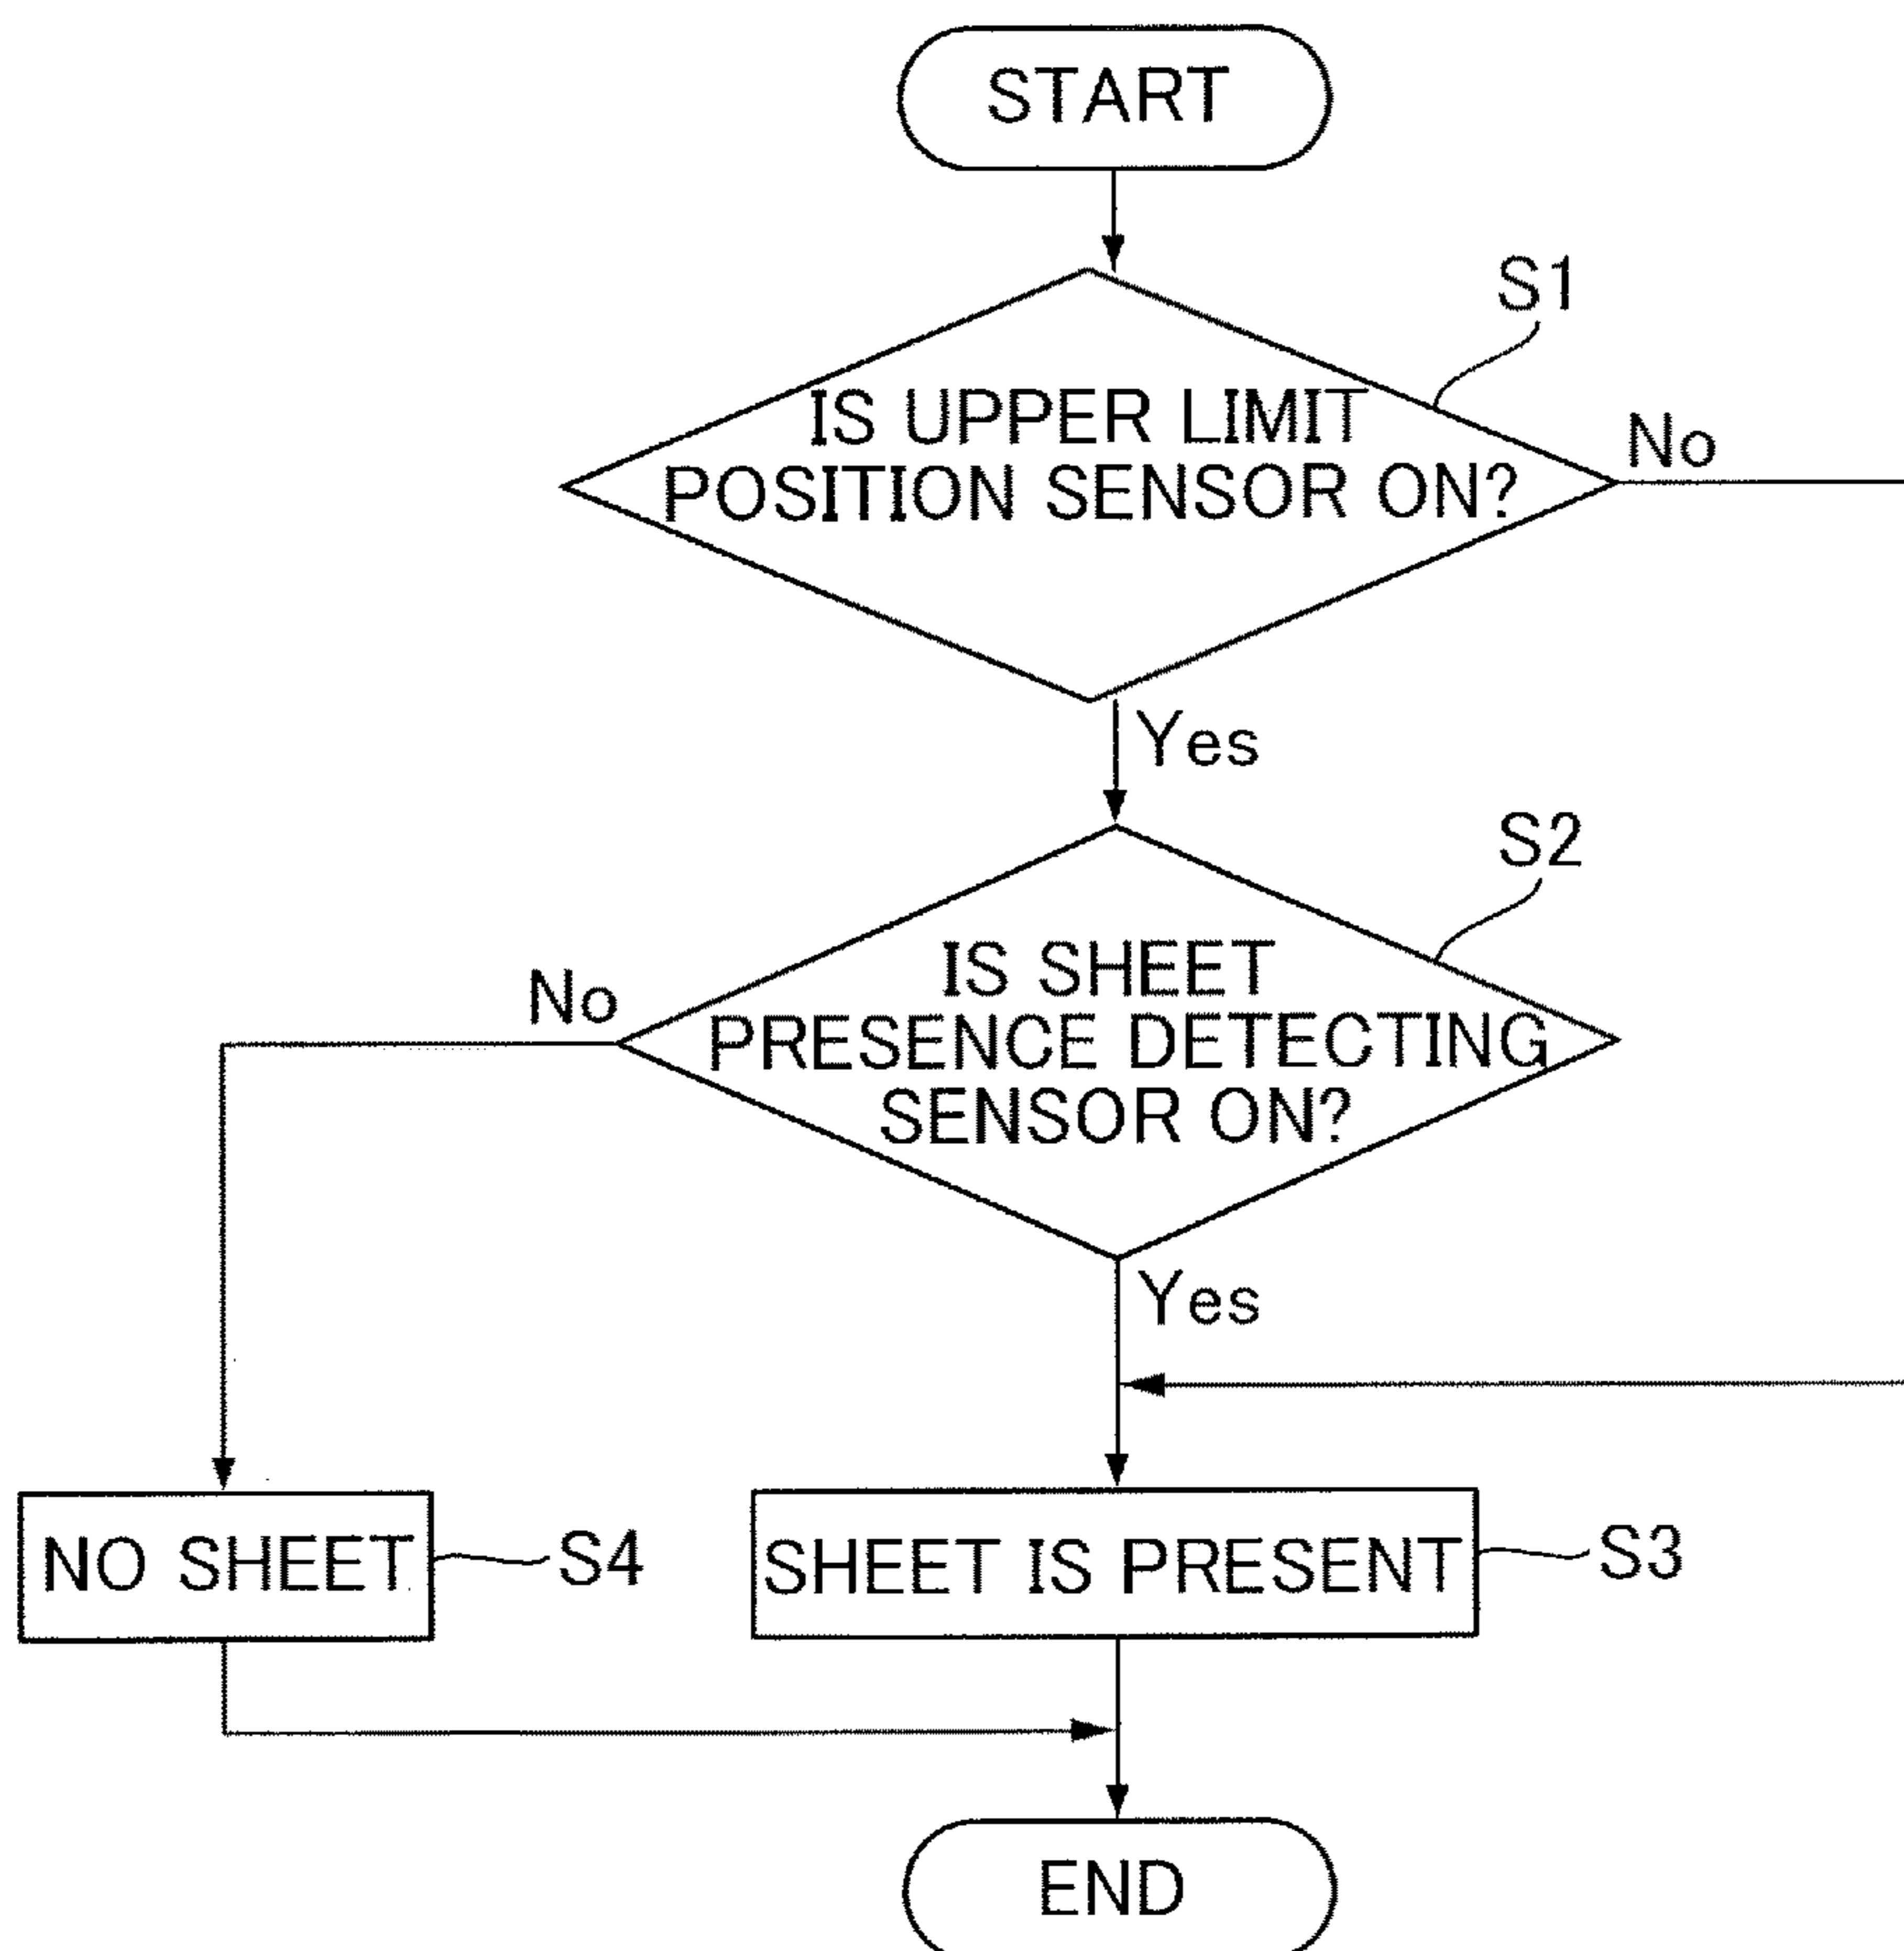 START
S1
IS UPPER LIMIT
POSITION SENSOR ON?
No
Yes
S2
IS SHEET
PRESENCE DETECTING
SENSOR ON?
No
Yes
NO SHEET
S4
SHEET IS PRESENT
S3
END